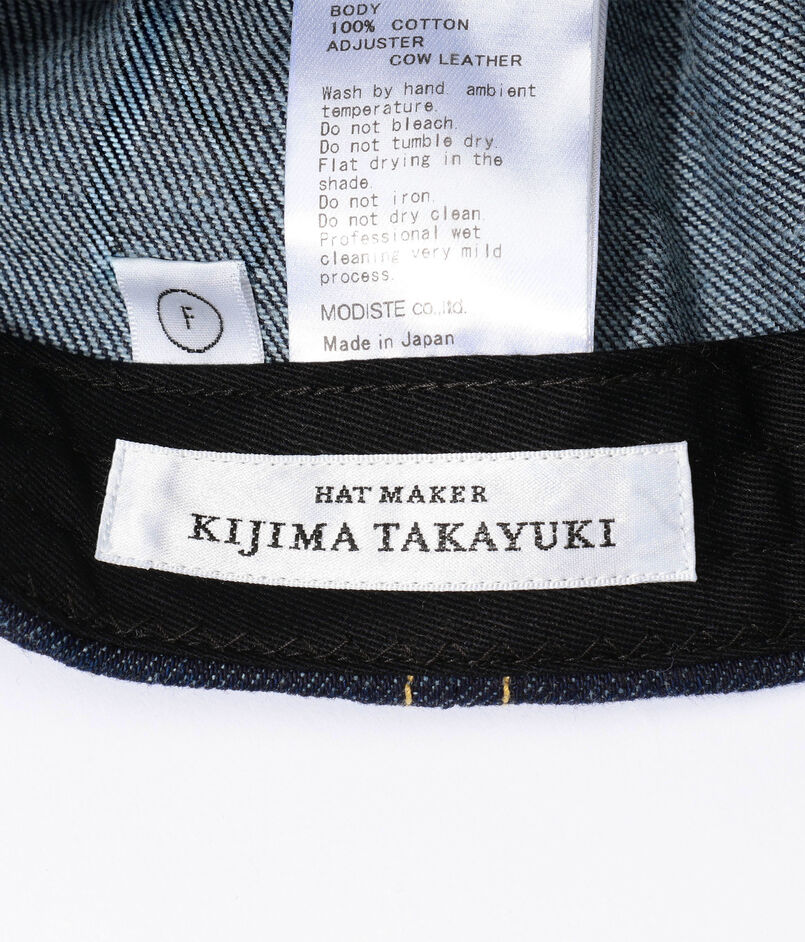 BODY
100% COTTON
ADJUSTER
COW LEATHER
Wash by hand. ambient
temperature.
Do not bleach.
Do not tumble dry.
Flat drying in the
shade.
Do not iron.
Do not dry clean.
Professional wet
cleaning very mild
process.
MODISTE co.,ltd.
Made in Japan
F
HAT MAKER
KIJIMA TAKAYUKI